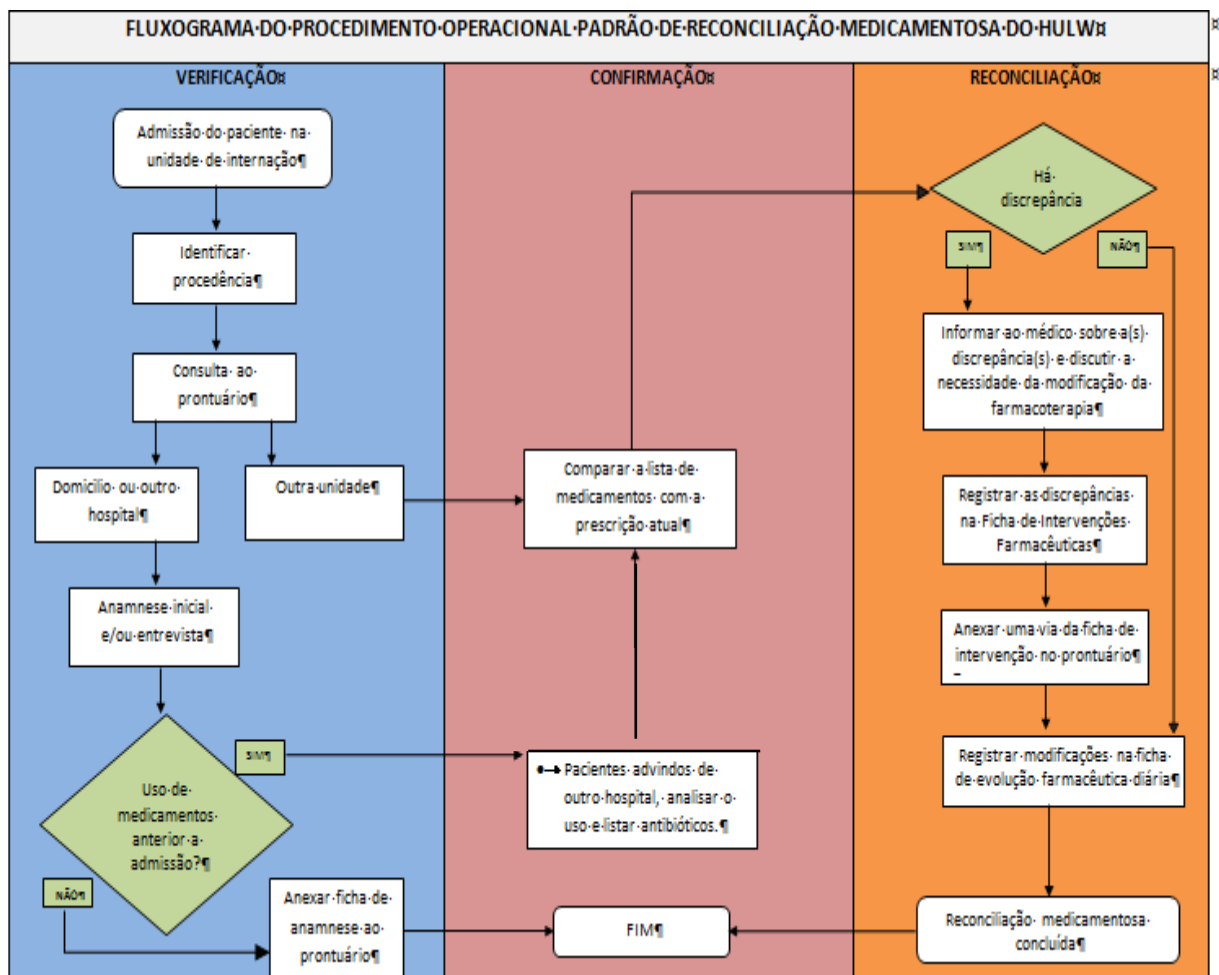 FLUXOGRAMA·DO·PROCEDIMENTO·OPERACIONAL·PADRÃO·DE·RECONCILIAÇÃO·MEDICAMENTOSA·DO·HULW¤
¤
VERIFICAÇÃO¤
Admissão·do·paciente· na·
unidade· de·internação¶
Identificar·
procedência¶
Consulta· ao·
prontuário¶
Domicilio· ou·outro·
hospital¶
Outra·unidade¶
Anamnese·inicial·
e/ou·entrevista¶
Uso·de·
medicamentos·
anterior·a·
admissão?¶
SIM¶
NÃO¶
Anexar·ficha·de·
anamnese·ao·
prontuário¶
CONFIRMAÇÃO¤
Comparar·a·lista·de·
medicamentos· com·a·
prescrição·atual¶
Pacientes·advindos·de·
outro·hospital,·analisar·o·
uso·e·listar·antibióticos.¶
FIM¶
RECONCILIAÇÃO¤
¤
Há·
discrepância
SIM¶
NÃO¶
Informar·ao·médico·sobre·a(s)·
discrepância(s)·e·discutir·a·
necessidade·da·modificação·da·
farmacoterapia¶
Registrar·as·discrepâncias·
na·Ficha·de·Intervenções·
Farmacêuticas¶
Anexar·uma·via·da·ficha·de·
intervenção·no·prontuário¶
Registrar·modificações·na·ficha·
de·evolução·farmacêutica·diária¶
Reconciliação· medicamentosa·
concluída¶